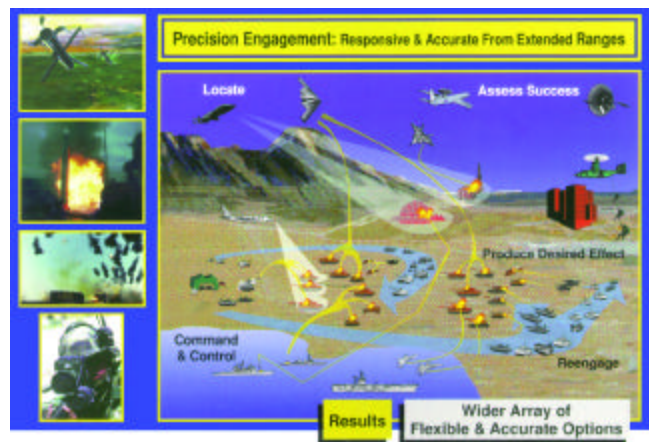 Precision Engagement: Responsive & Accurate From Extended Ranges
Locate
Assess Success
Produce Desired Effect
Command
& Control
Reengage
Results
Wider Array of
Flexible & Accurate Options